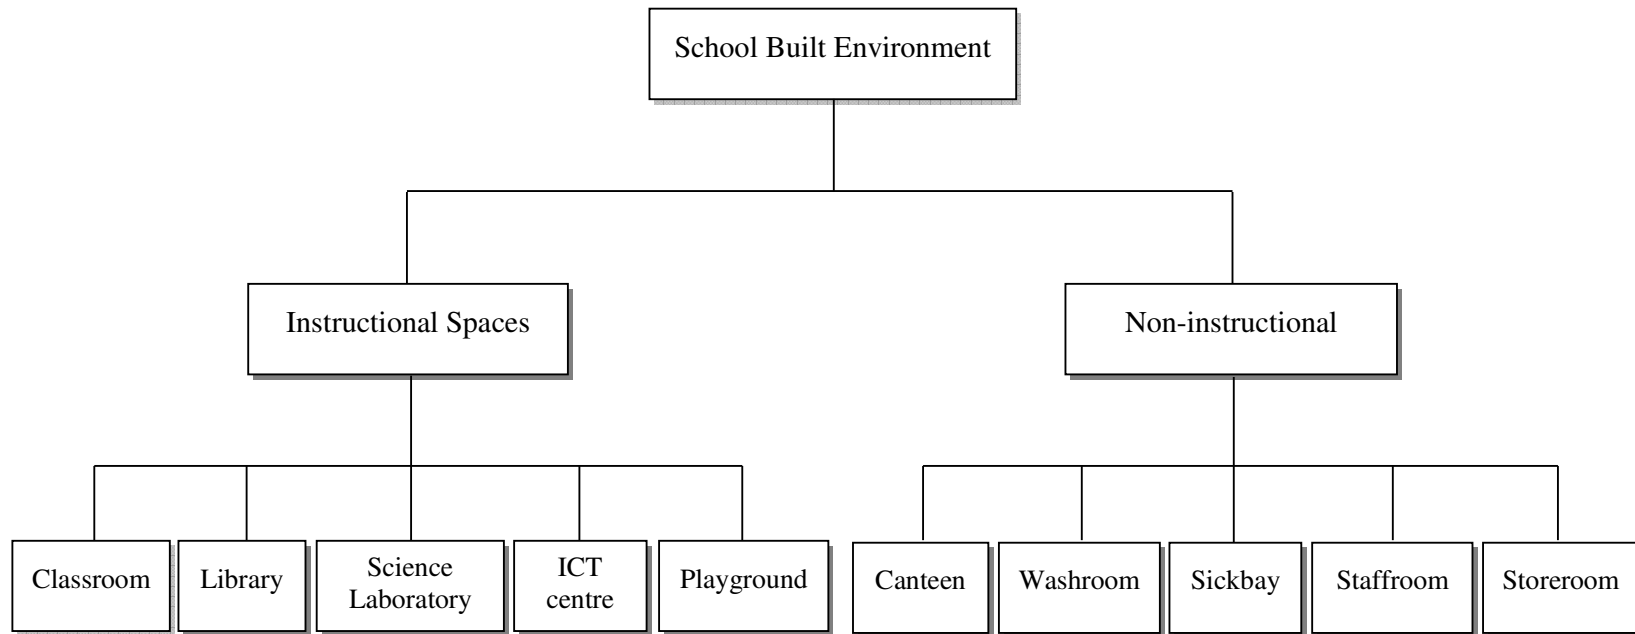 School Built Environment
Instructional Spaces
Non-instructional
Classroom
Library
Science
Laboratory
ICT
centre
Playground
Canteen
Washroom
Sickbay
Staffroom
Storeroom